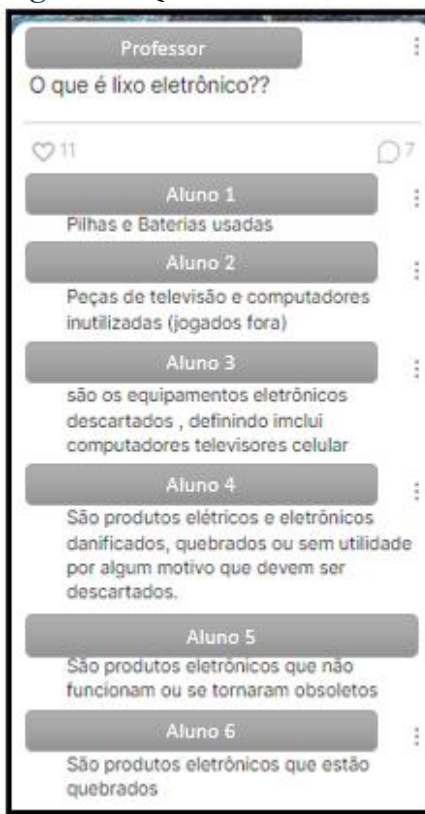 Professor
O que é lixo eletrônico??
11
7
Aluno 1
Pilhas e Baterias usadas
Aluno 2
Peças de televisão e computadores
inutilizadas (jogados fora)
Aluno 3
são os equipamentos eletrônicos
descartados , definindo imclui
computadores televisores celular
Aluno 4
São produtos elétricos e eletrônicos
danificados, quebrados ou sem utilidade
por algum motivo que devem ser
descartados.
Aluno 5
São produtos eletrônicos que não
funcionam ou se tornaram obsoletos
Aluno 6
São produtos eletrônicos que estão
quebrados